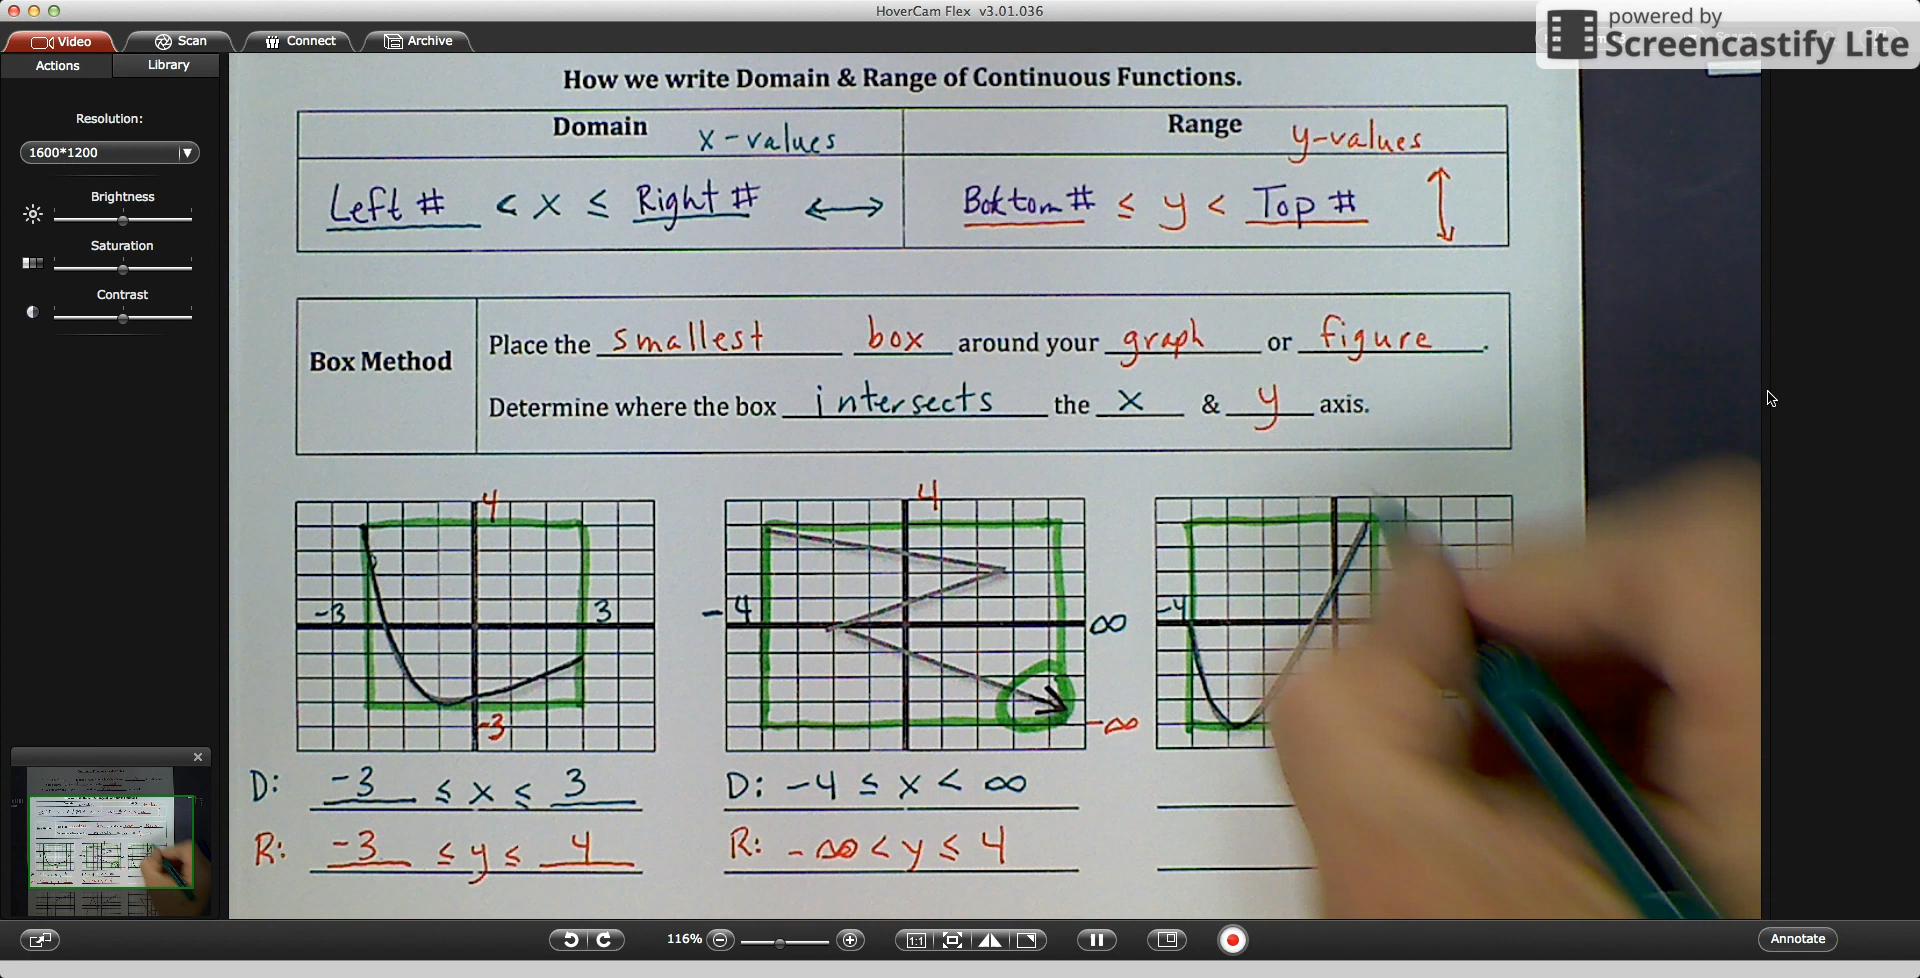 HoverCam Flex v3.01.036
powered by
Screencastify Lite
Video
Scan
Connect
Archive
Actions
Library
Resolution:
1600*1200
Brightness
Saturation
Contrast
How we write Domain & Range of Continuous Functions.
Domain x-values
Range y-values
Left # < x ≤ Right #
Bottom # ≤ y < Top #
Box Method
Place the smallest box around your graph or figure.
Determine where the box intersects the x & y axis.
4
-3
3
-3
4
-4
∞
-∞
-4
D: -3 ≤ x ≤ 3
R: -3 ≤ y ≤ 4
D: -4 ≤ x < ∞
R: -∞ < y ≤ 4
116%
1:1
Annotate